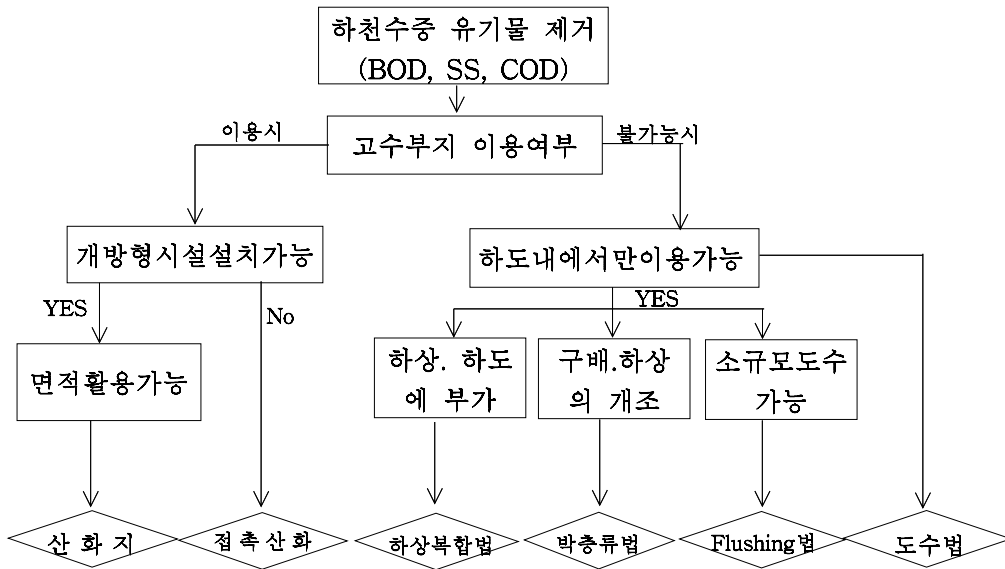 하천수중 유기물 제거
(BOD, SS, COD)
이용시
고수부지 이용여부
불가능시
개방형시설설치가능
하도내에서만이용가능
YES
No
YES
면적활용가능
하상. 하도
에 부가
구배.하상
의 개조
소규모도수
가능
산 화 지
접촉산화
하상복합법
박층류법
Flushing법
도수법